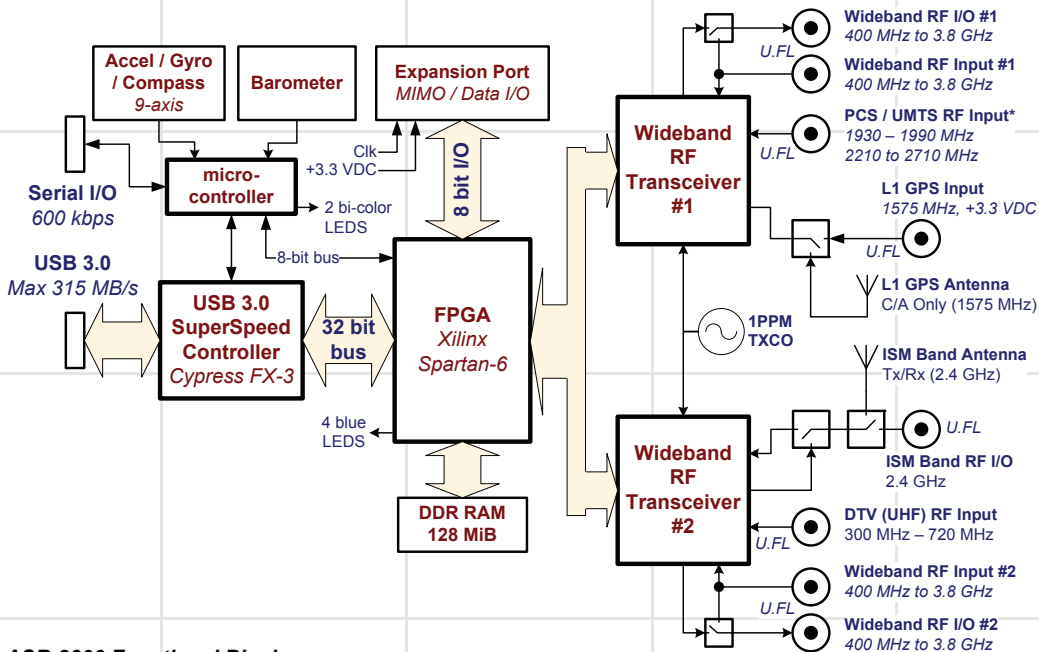 Accel / Gyro
/ Compass
9-axis
Barometer
Expansion Port
MIMO / Data I/O
Clk
+3.3 VDC
8 bit I/O
Serial I/O
600 kbps
micro-
controller
2 bi-color
LEDS
8-bit bus
USB 3.0
Max 315 MB/s
USB 3.0
SuperSpeed
Controller
Cypress FX-3
32 bit
bus
FPGA
Xilinx
Spartan-6
4 blue
LEDS
DDR RAM
128 MiB
Wideband
RF
Transceiver
#1
1PPM
TXCO
Wideband
RF
Transceiver
#2
Wideband RF I/O #1
400 MHz to 3.8 GHz
U.FL
Wideband RF Input #1
400 MHz to 3.8 GHz
PCS / UMTS RF Input*
1930 – 1990 MHz
2210 to 2710 MHz
U.FL
L1 GPS Input
1575 MHz, +3.3 VDC
U.FL
L1 GPS Antenna
C/A Only (1575 MHz)
ISM Band Antenna
Tx/Rx (2.4 GHz)
U.FL
ISM Band RF I/O
2.4 GHz
DTV (UHF) RF Input
300 MHz – 720 MHz
U.FL
Wideband RF Input #2
400 MHz to 3.8 GHz
U.FL
Wideband RF I/O #2
400 MHz to 3.8 GHz